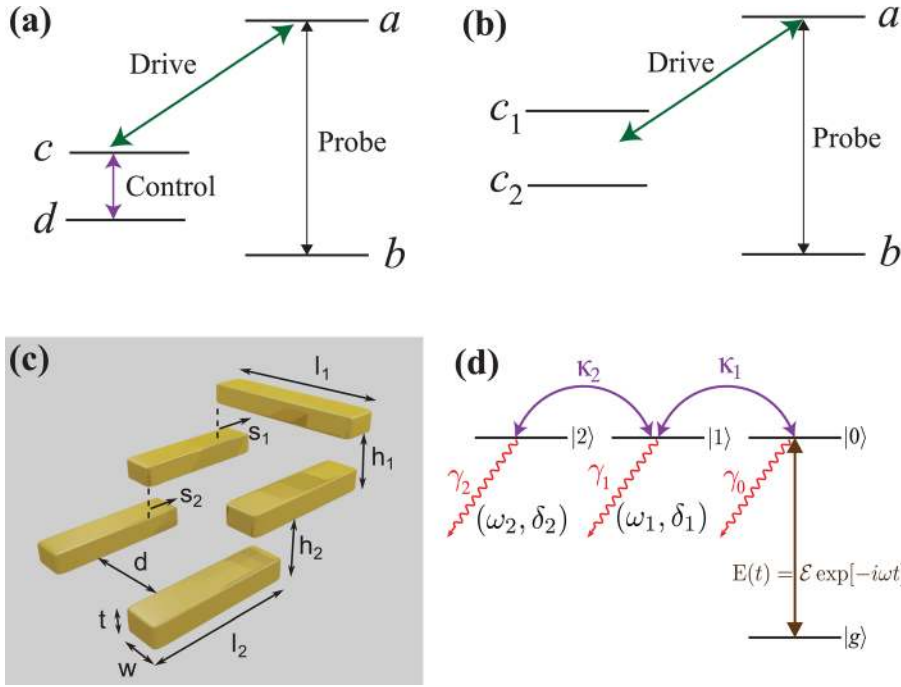 (a)
a
Drive
Probe
c
Control
d
b
(b)
a
Drive
c₁
Probe
c₂
b
(c)
l₁
s₁
h₁
s₂
d
h₂
t
w
l₂
(d)
κ₂ κ₁
|2⟩ |1⟩ |0⟩
γ₂ γ₁ γ₀
(ω₂, δ₂) (ω₁, δ₁)
E(t) = ℰ exp[−iωt
|g⟩